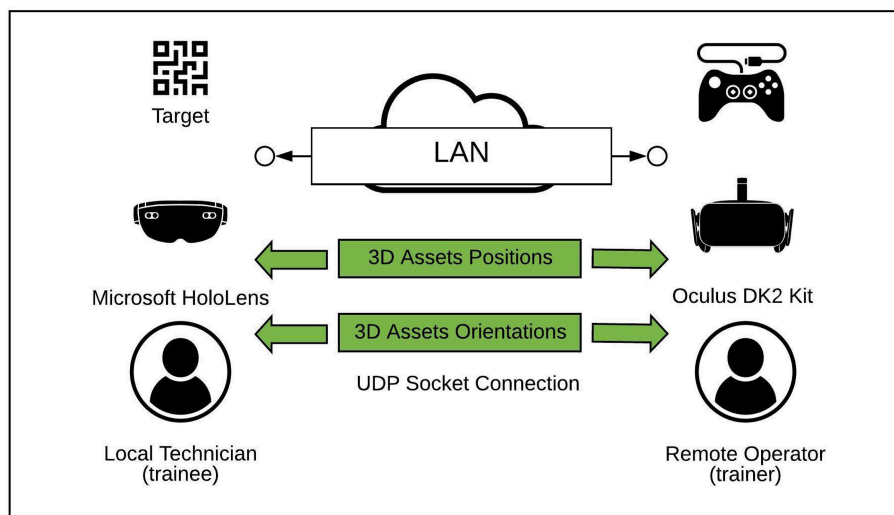 Target
LAN
3D Assets Positions
Microsoft HoloLens
Oculus DK2 Kit
3D Assets Orientations
UDP Socket Connection
Local Technician
(trainee)
Remote Operator
(trainer)